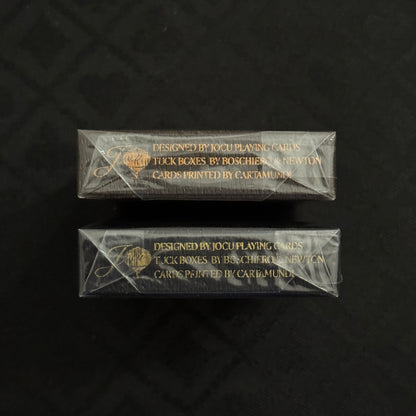 DESIGNED BY JOCU PLAYING CARDS
TUCK BOXES BY BOSCHIERO & NEWTON
CARDS PRINTED BY CARTAMUNDI
DESIGNED BY JOCU PLAYING CARDS
TUCK BOXES BY BOSCHIERO & NEWTON
CARDS PRINTED BY CARTAMUNDI